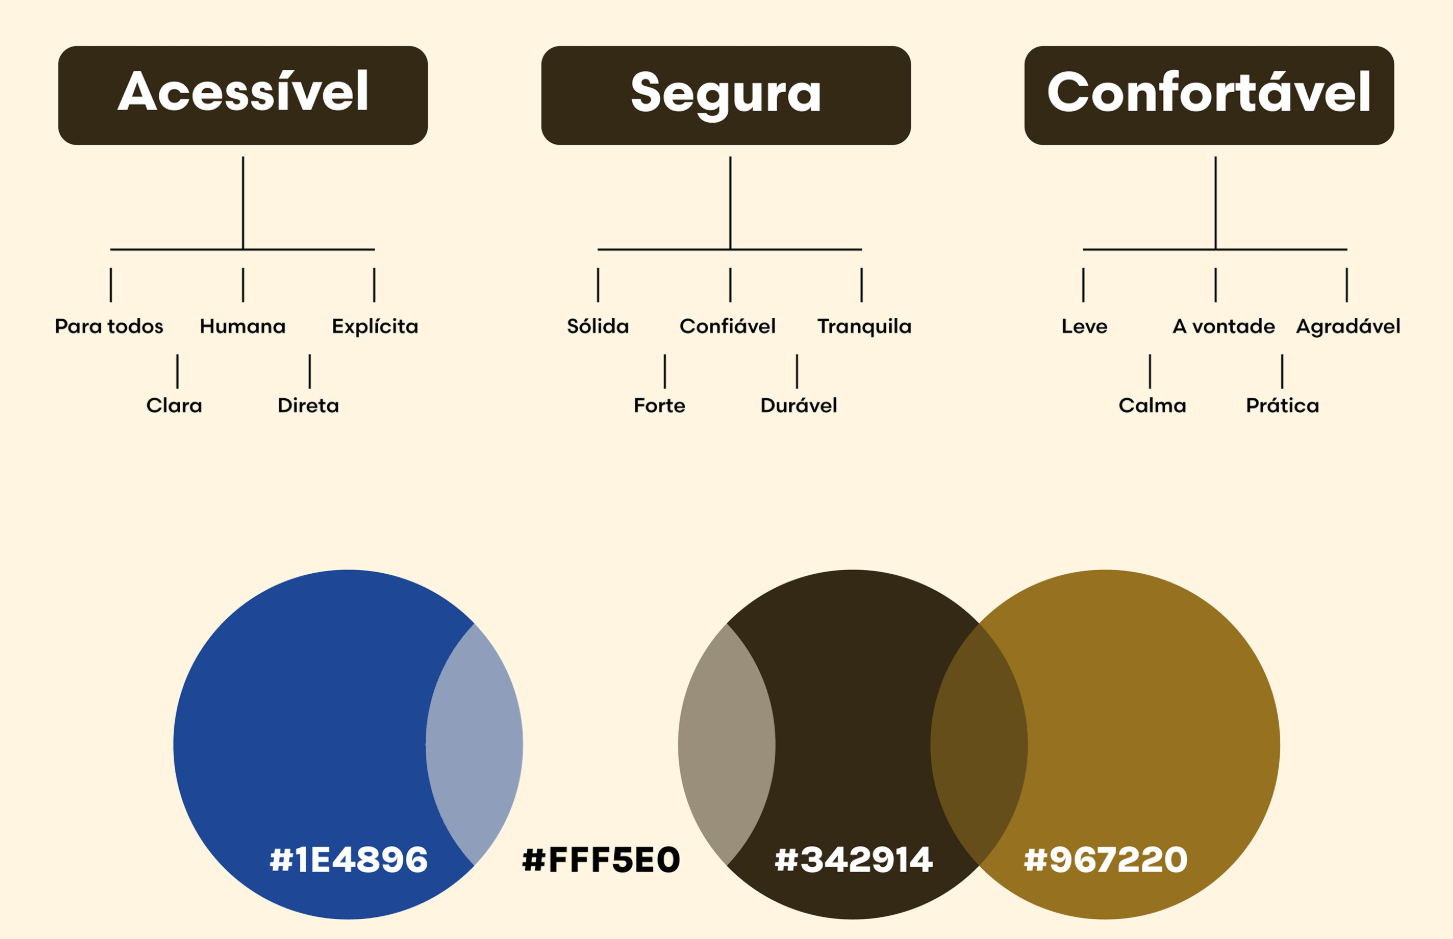 Acessível
Segura
Confortável
Para todos
Humana
Explícita
Clara
Direta
Sólida
Confiável
Tranquila
Forte
Durável
Leve
A vontade
Agradável
Calma
Prática
#1E4896
#FFF5E0
#342914
#967220